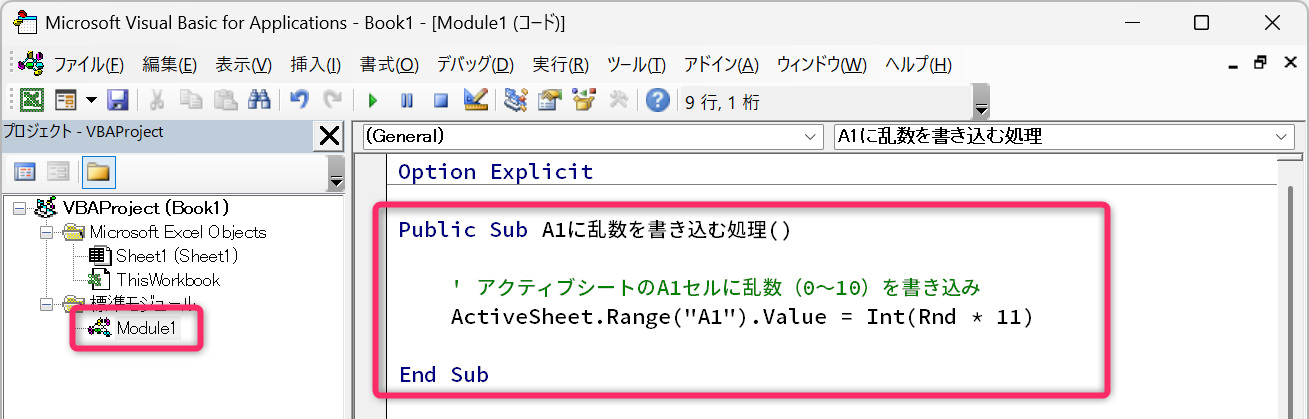 Microsoft Visual Basic for Applications - Book1 - [Module1 (コード)]
ファイル(F) 編集(E) 表示(V) 挿入(I) 書式(O) デバッグ(D) 実行(R) ツール(T) アドイン(A) ウィンドウ(W) ヘルプ(H)
9 行, 1 桁
プロジェクト - VBAProject
(General) A1に乱数を書き込む処理
VBAProject (Book1)
Microsoft Excel Objects
Sheet1 (Sheet1)
ThisWorkbook
標準モジュール
Module1
Option Explicit
Public Sub A1に乱数を書き込む処理()
' アクティブシートのA1セルに乱数（0～10）を書き込み
ActiveSheet.Range("A1").Value = Int(Rnd * 11)
End Sub